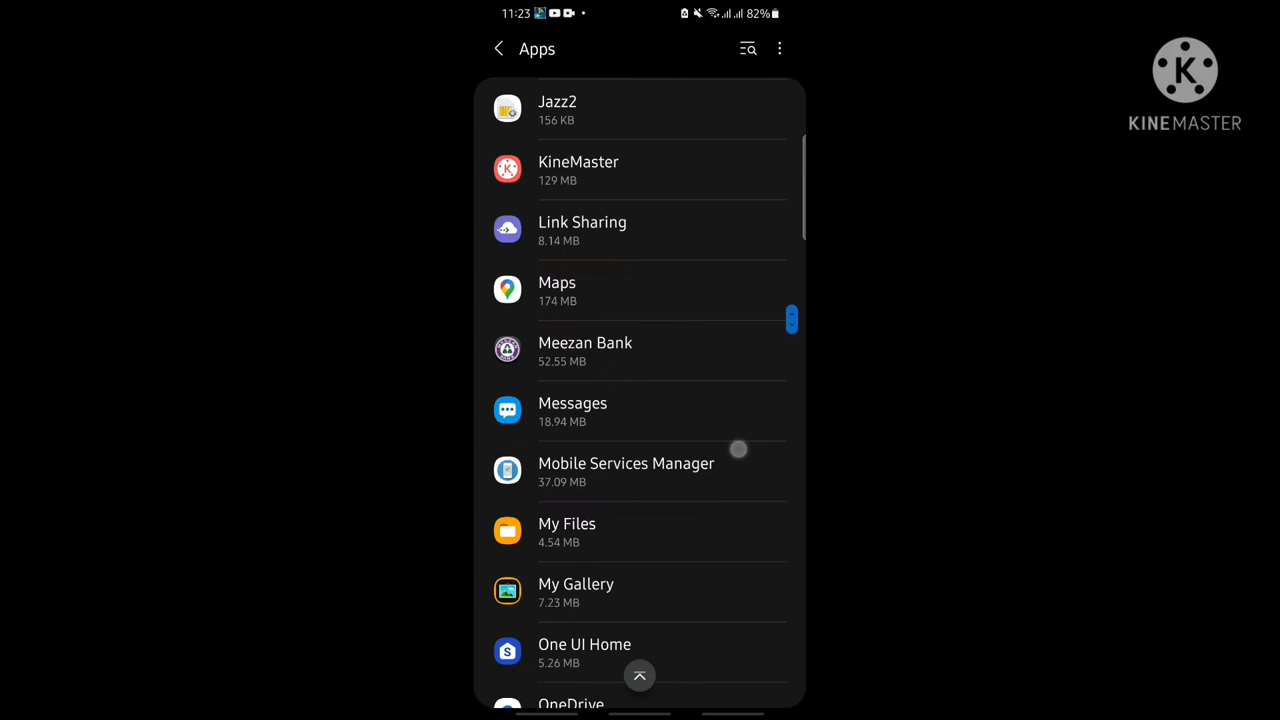 11:23
82%
Apps
K
KINEMASTER
Jazz2
156 KB
KineMaster
129 MB
Link Sharing
8.14 MB
Maps
174 MB
Meezan Bank
52.55 MB
Messages
18.94 MB
Mobile Services Manager
37.09 MB
My Files
4.54 MB
My Gallery
7.23 MB
One UI Home
5.26 MB
OneDrive